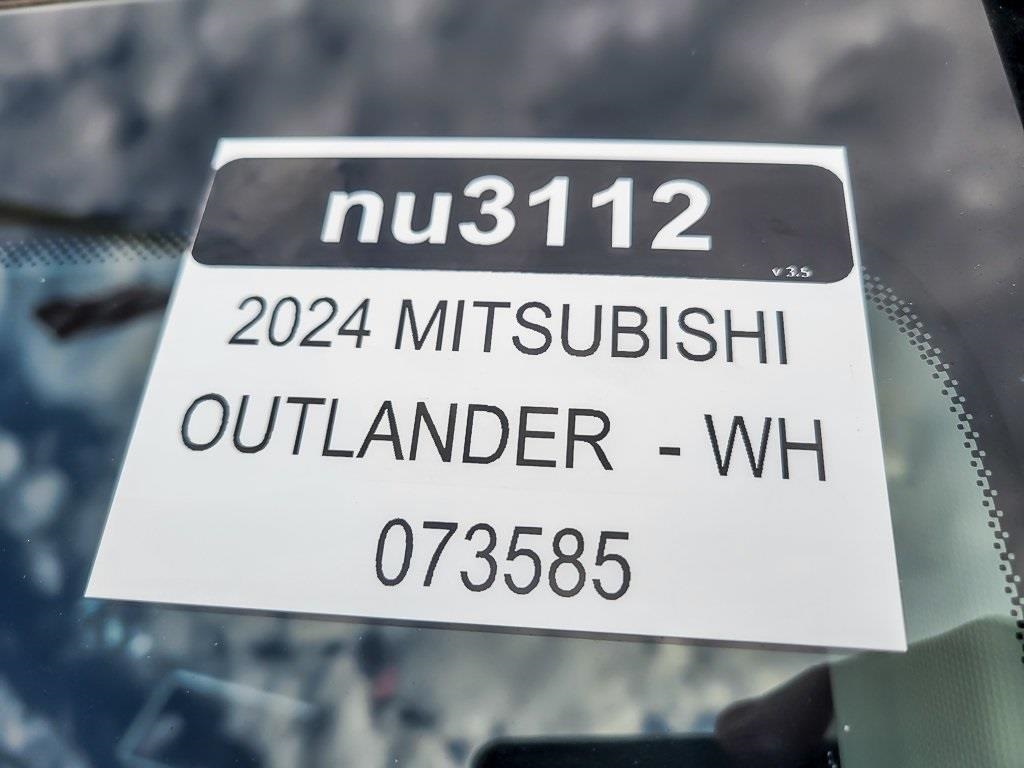 nu3112
v 3.5
2024 MITSUBISHI
OUTLANDER - WH
073585